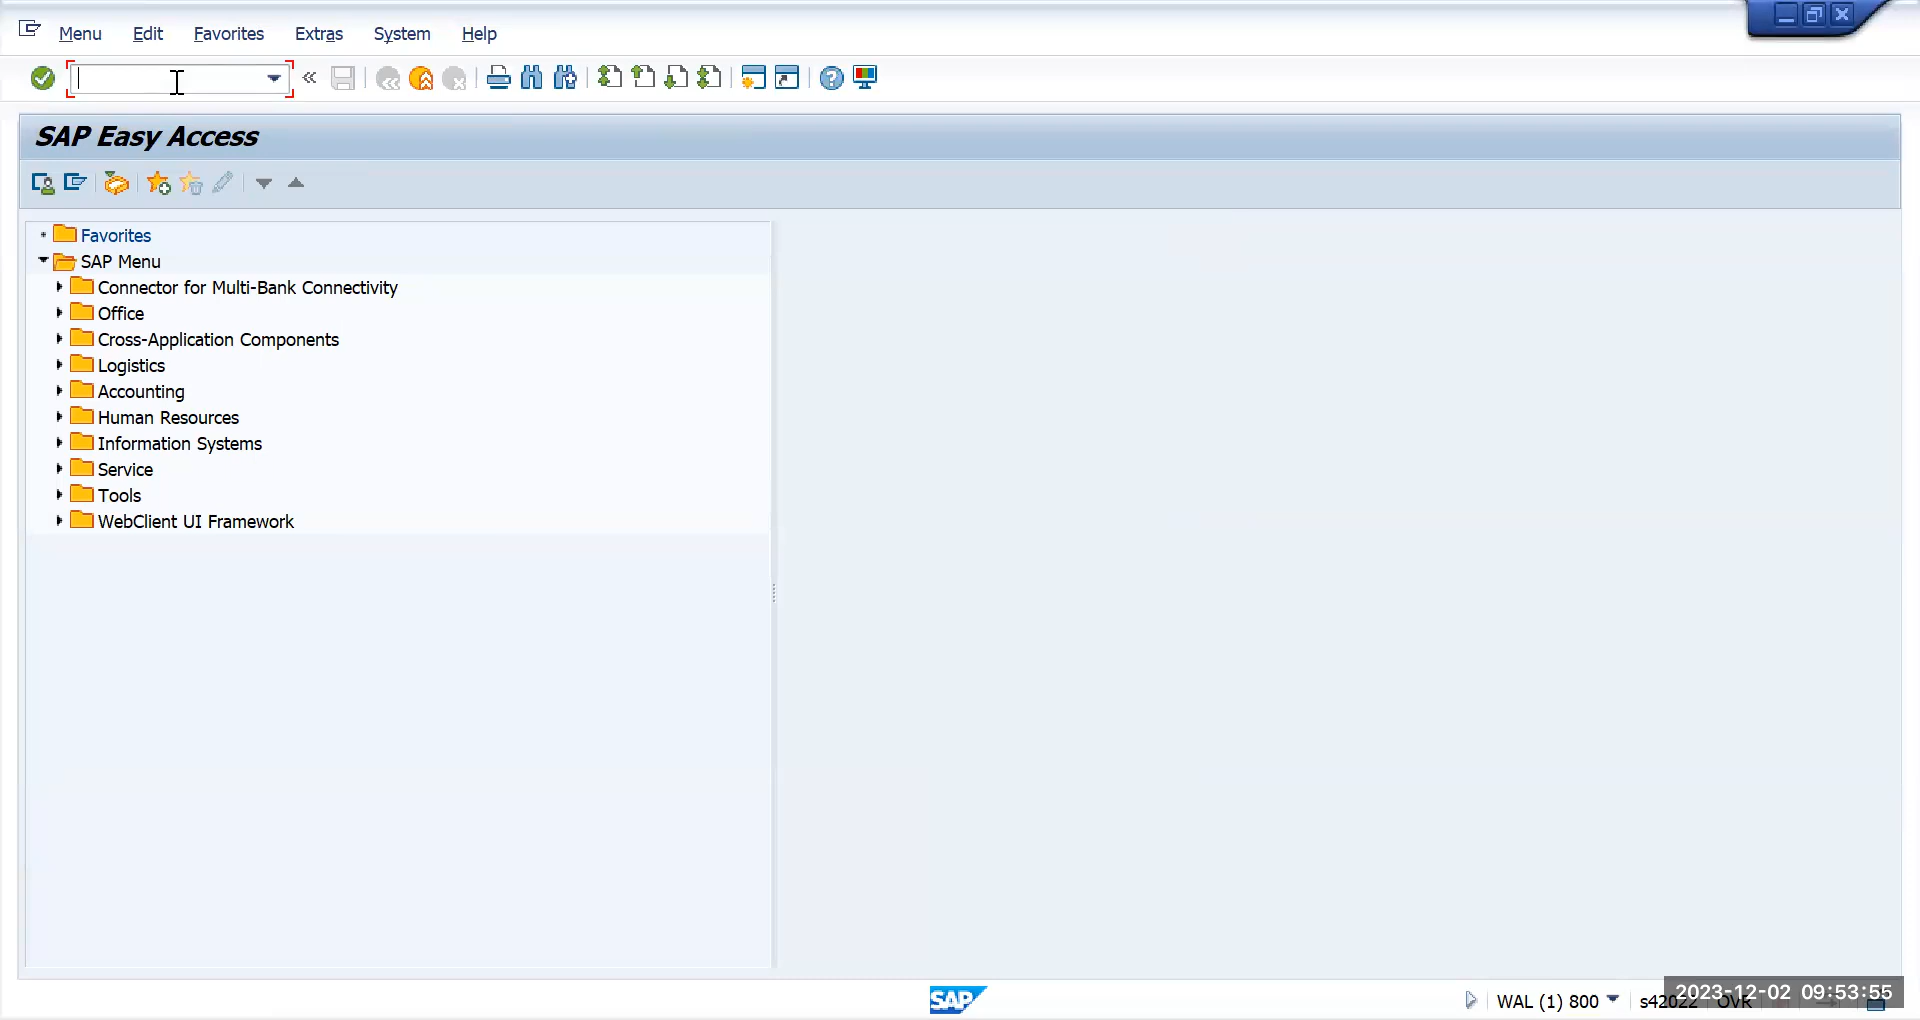 Menu Edit Favorites Extras System Help
SAP Easy Access
Favorites
SAP Menu
Connector for Multi-Bank Connectivity
Office
Cross-Application Components
Logistics
Accounting
Human Resources
Information Systems
Service
Tools
WebClient UI Framework
SAP
WAL (1) 800 s42022 OVR
2023-12-02 09:53:55